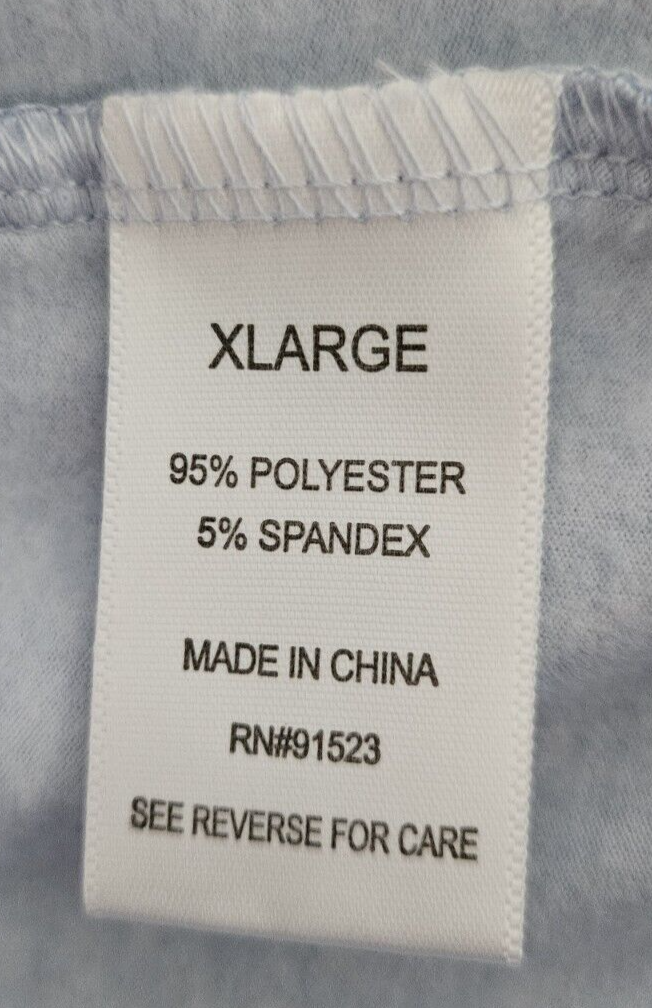 XLARGE
95% POLYESTER
5% SPANDEX
MADE IN CHINA
RN#91523
SEE REVERSE FOR CARE